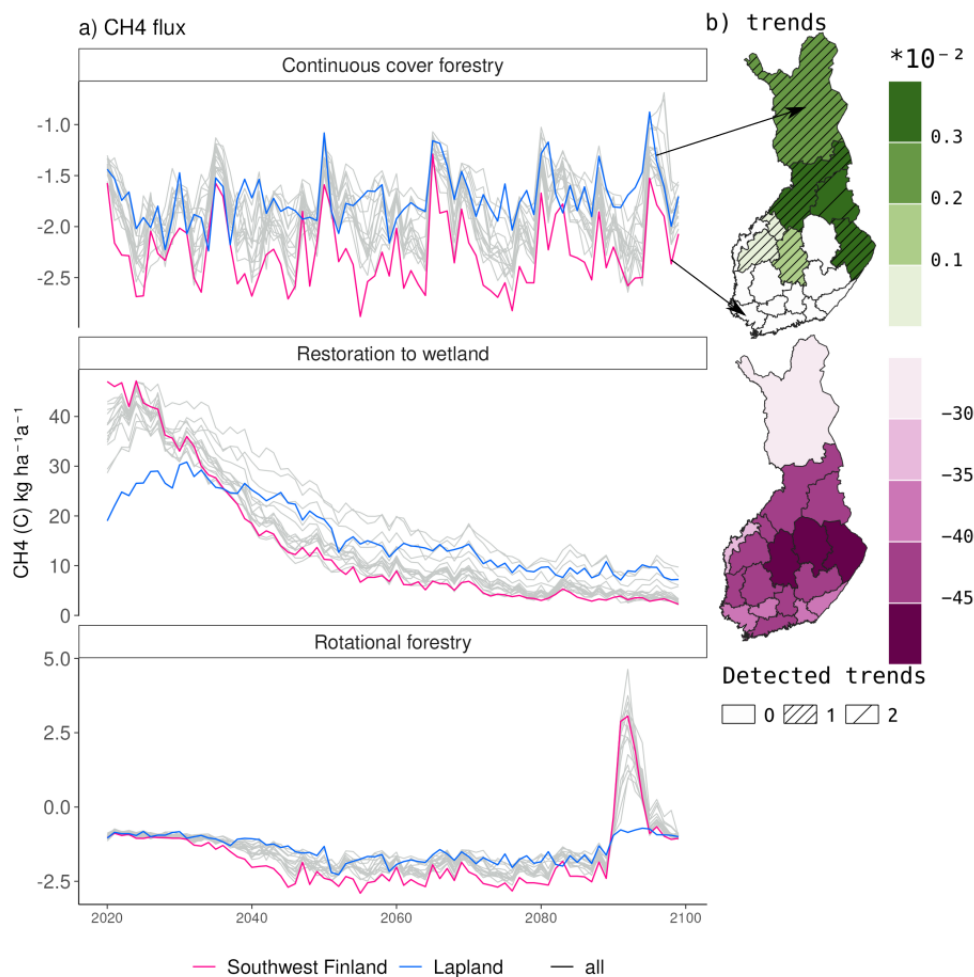 a) CH4 flux
b) trends
Continuous cover forestry
*10⁻²
-1.0
-1.5
-2.0
-2.5
0.3
0.2
0.1
Restoration to wetland
40
30
20
10
0
-30
-35
-40
-45
CH4 (C) kg ha⁻¹a⁻¹
Rotational forestry
Detected trends
0 1 2
5.0
2.5
0.0
-2.5
2020 2040 2060 2080 2100
Southwest Finland Lapland all